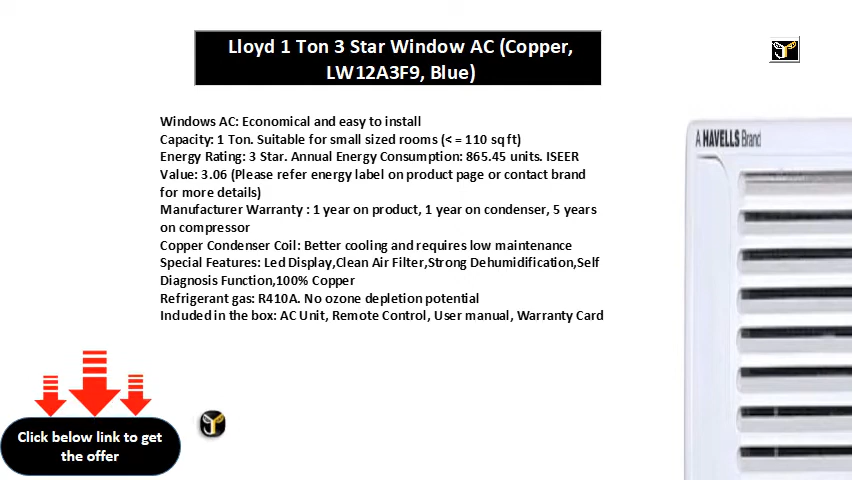 Lloyd 1 Ton 3 Star Window AC (Copper,
LW12A3F9, Blue)
Windows AC: Economical and easy to install
Capacity: 1 Ton. Suitable for small sized rooms (< = 110 sq ft)
Energy Rating: 3 Star. Annual Energy Consumption: 865.45 units. ISEER
Value: 3.06 (Please refer energy label on product page or contact brand
for more details)
Manufacturer Warranty : 1 year on product, 1 year on condenser, 5 years
on compressor
Copper Condenser Coil: Better cooling and requires low maintenance
Special Features: Led Display,Clean Air Filter,Strong Dehumidification,Self
Diagnosis Function,100% Copper
Refrigerant gas: R410A. No ozone depletion potential
Included in the box: AC Unit, Remote Control, User manual, Warranty Card
A HAVELLS Brand
Click below link to get
the offer